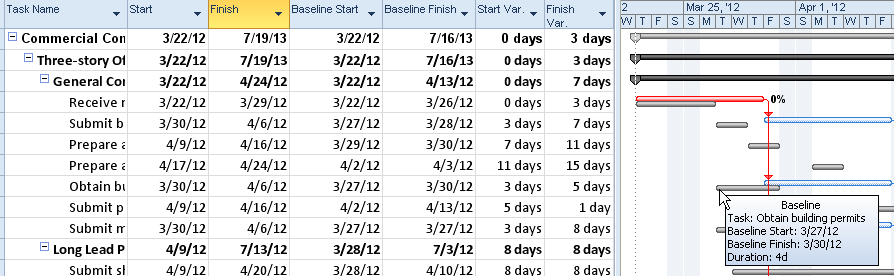 Task Name Start Finish Baseline Start Baseline Finish Start Var. Finish Var.
2 Mar 25, '12 Apr 1, '12
W T F S S M T W T F S S M T W T F
Commercial Con 3/22/12 7/19/13 3/22/12 7/16/13 0 days 3 days
Three-story Of 3/22/12 7/19/13 3/22/12 7/16/13 0 days 3 days
General Con 3/22/12 4/24/12 3/22/12 4/13/12 0 days 7 days
Receive 3/22/12 3/29/12 3/22/12 3/26/12 0 days 3 days
0%
Submit b 3/30/12 4/6/12 3/27/12 3/28/12 3 days 7 days
Prepare a 4/9/12 4/16/12 3/29/12 3/30/12 7 days 11 days
Prepare a 4/17/12 4/24/12 4/2/12 4/3/12 11 days 15 days
Obtain bu 3/30/12 4/6/12 3/27/12 3/30/12 3 days 5 days
Submit p 4/9/12 4/16/12 4/2/12 4/13/12 5 days 1 day
Submit m 3/30/12 4/6/12 3/27/12 3/27/12 3 days 8 days
Long Lead P 4/9/12 7/13/12 3/28/12 7/3/12 8 days 8 days
Submit sh 4/9/12 4/20/12 3/28/12 4/10/12 8 days 8 days
Baseline
Task: Obtain building permits
Baseline Start: 3/27/12
Baseline Finish: 3/30/12
Duration: 4d